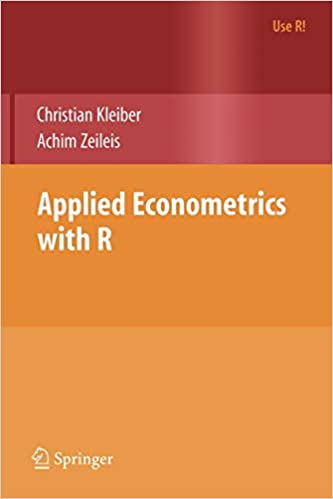 Use R!
Christian Kleiber
Achim Zeileis
Applied Econometrics
with R
Springer